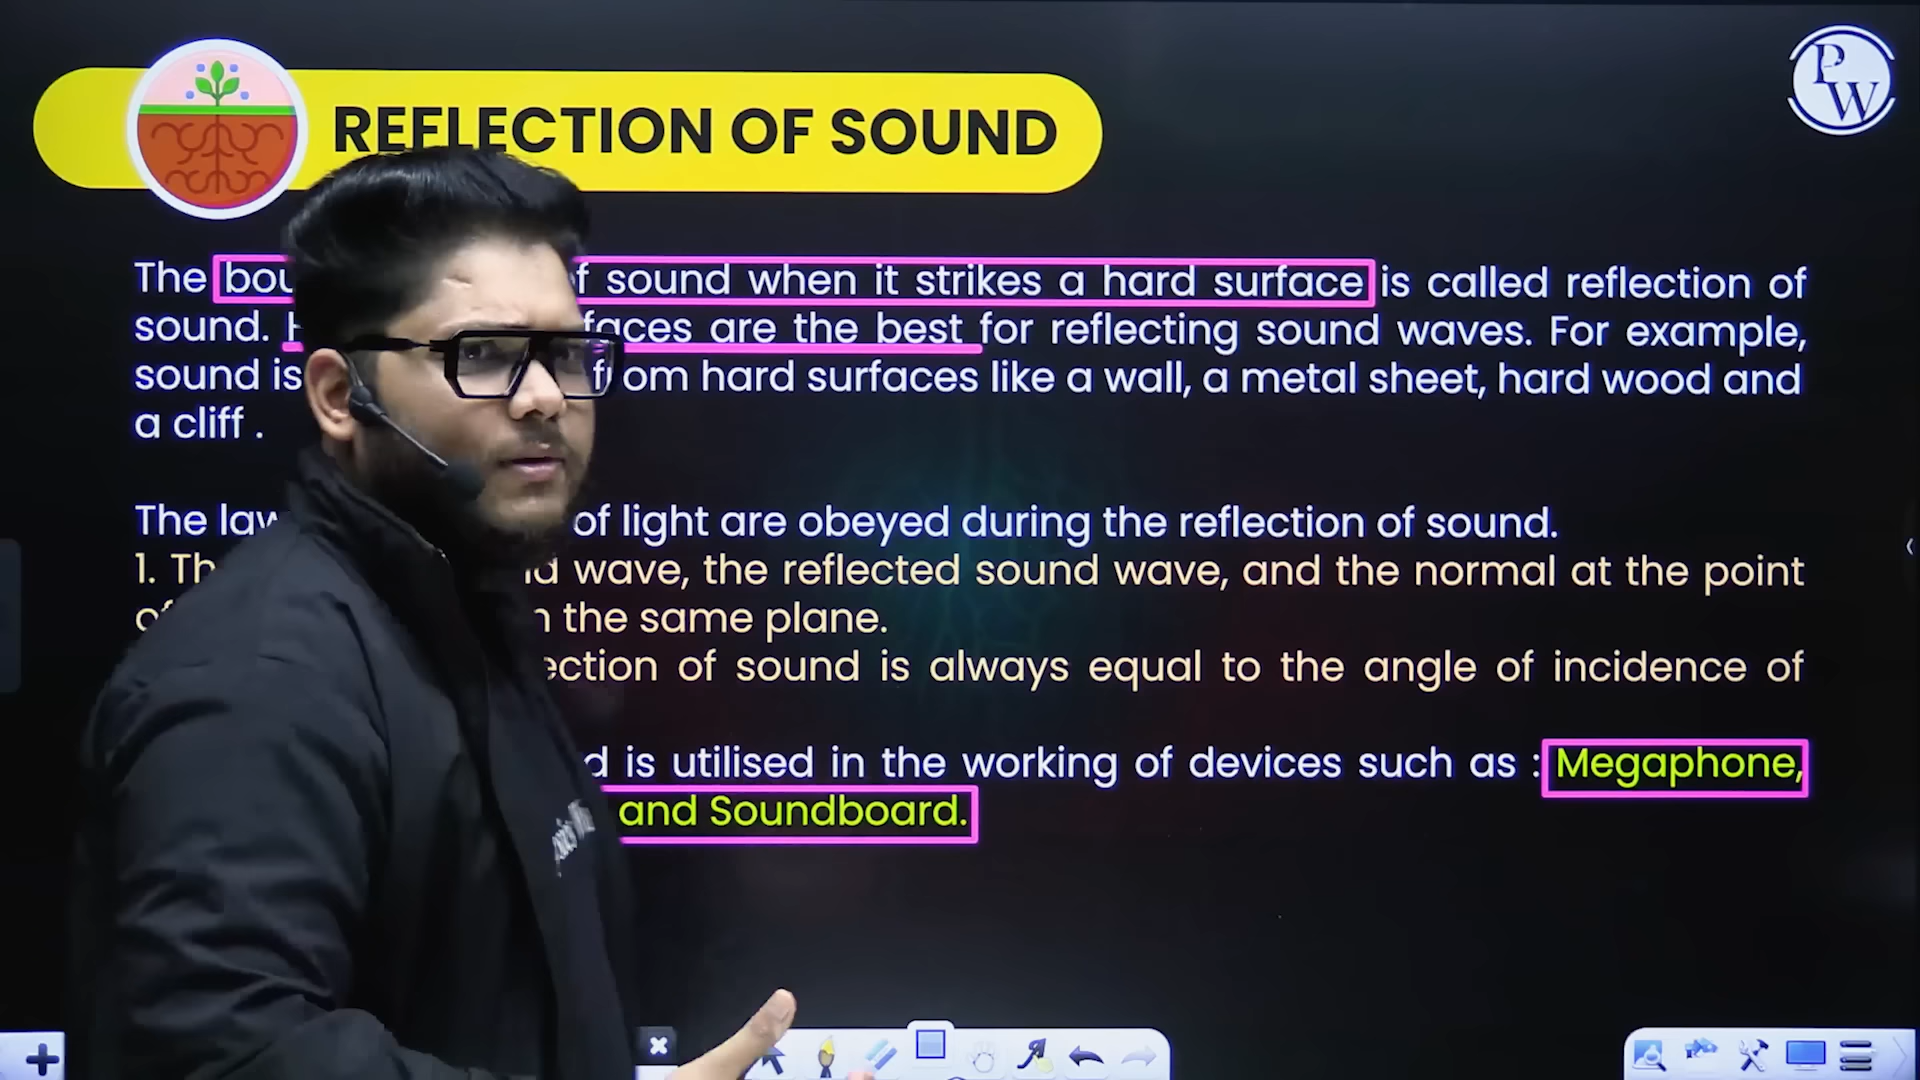 REFLECTION OF SOUND
PW
The of sound when it strikes a hard surface is called reflection of
sound. are the best for reflecting sound waves. For example,
sound is from hard surfaces like a wall, a metal sheet, hard wood and
a cliff .
The of light are obeyed during the reflection of sound.
1. wave, the reflected sound wave, and the normal at the point
the same plane.
of sound is always equal to the angle of incidence of
is utilised in the working of devices such as : Megaphone,
and Soundboard.